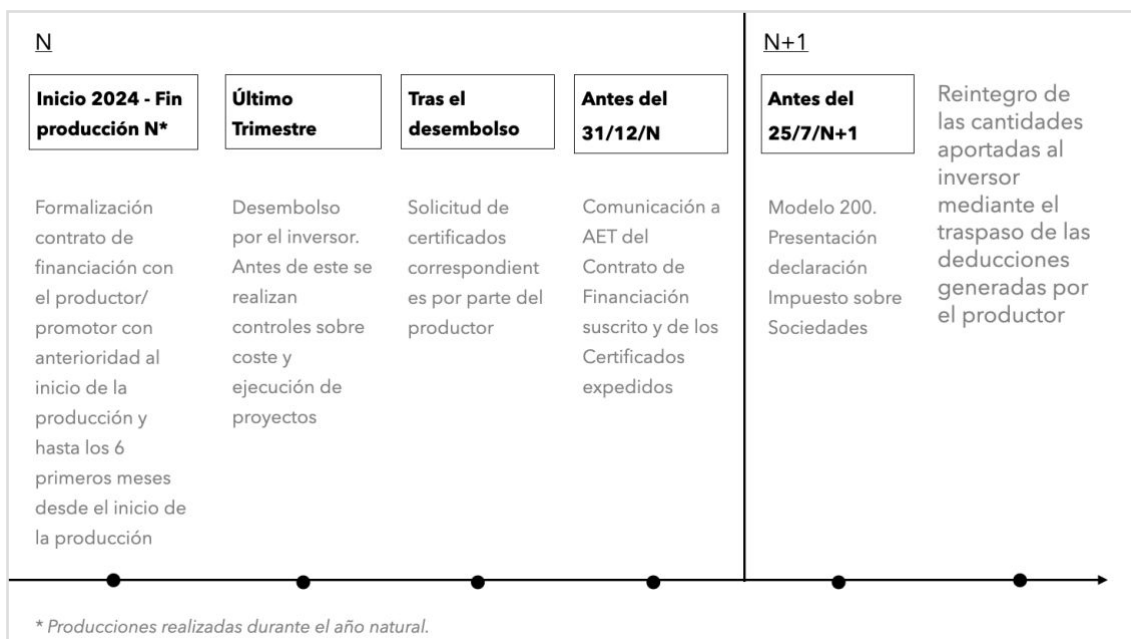 N
Inicio 2024 - Fin
producción N*
Formalización
contrato de
financiación con
el productor/
promotor con
anterioridad al
inicio de la
producción y
hasta los 6
primeros meses
desde el inicio de
la producción
Último
Trimestre
Desembolso
por el inversor.
Antes de este se
realizan
controles sobre
coste y
ejecución de
proyectos
Tras el
desembolso
Solicitud de
certificados
correspondient
es por parte del
productor
Antes del
31/12/N
Comunicación a
AET del
Contrato de
Financiación
suscrito y de los
Certificados
expedidos
N+1
Antes del
25/7/N+1
Modelo 200.
Presentación
declaración
Impuesto sobre
Sociedades
Reintegro de
las cantidades
aportadas al
inversor
mediante el
traspaso de las
deducciones
generadas por
el productor
* Producciones realizadas durante el año natural.